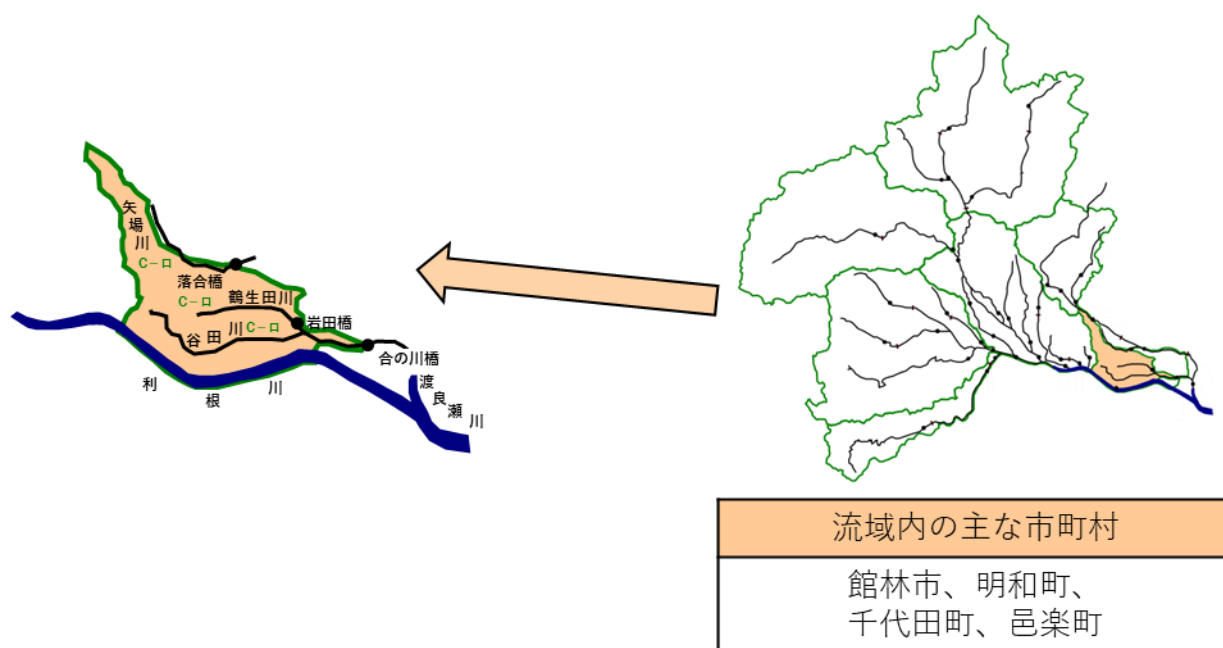 矢場川
C-ロ
落合橋
C-ロ
鶴生田川
岩田橋
谷田川
C-ロ
合の川橋
利根川
渡良瀬川
流域内の主な市町村
館林市、明和町、
千代田町、邑楽町